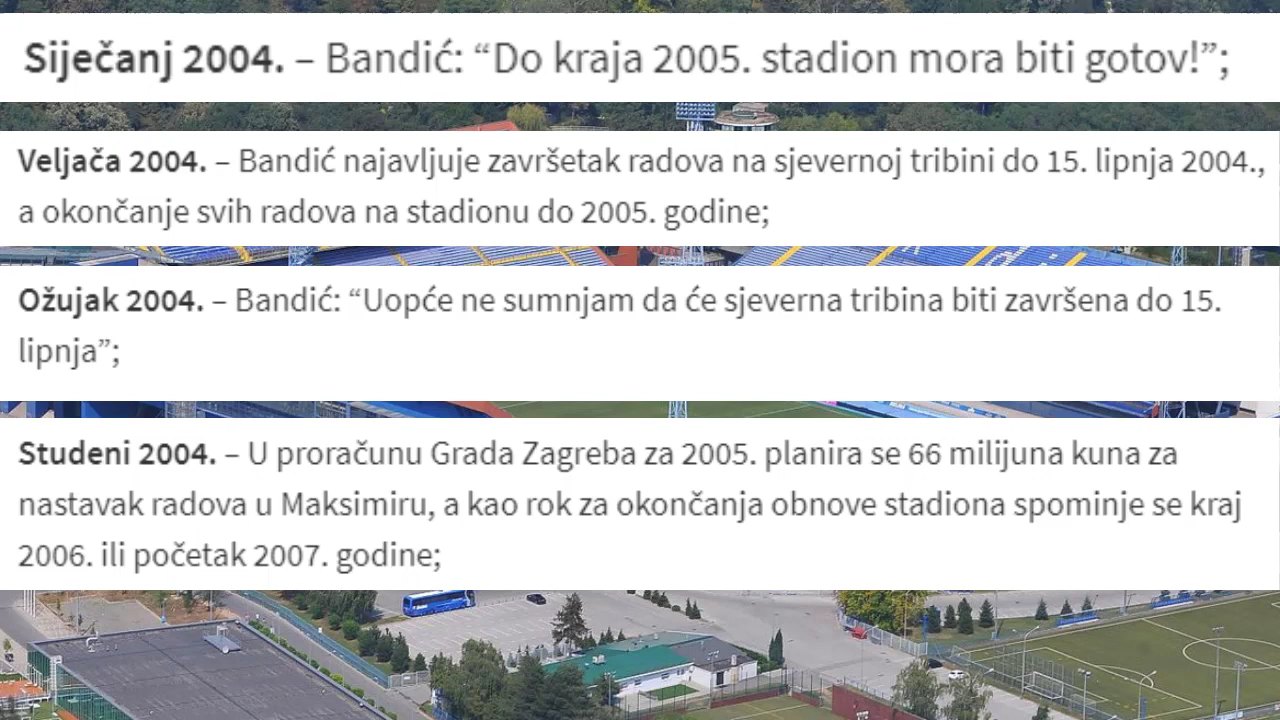 Siječanj 2004. – Bandić: “Do kraja 2005. stadion mora biti gotov!”;
Veljača 2004. – Bandić najavljuje završetak radova na sjevernoj tribini do 15. lipnja 2004.,
a okončanje svih radova na stadionu do 2005. godine;
Ožujak 2004. – Bandić: “Uopće ne sumnjam da će sjeverna tribina biti završena do 15.
lipnja”;
Studeni 2004. – U proračunu Grada Zagreba za 2005. planira se 66 milijuna kuna za
nastavak radova u Maksimiru, a kao rok za okončanja obnove stadiona spominje se kraj
2006. ili početak 2007. godine;